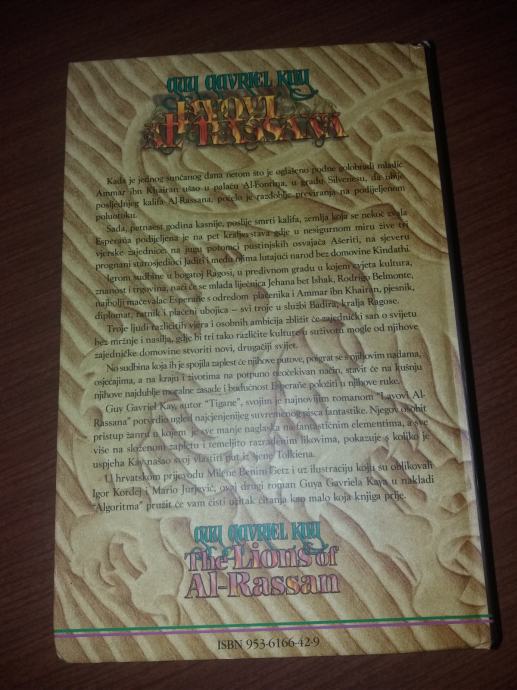 GUY GAVRIEL KAY
LAVOVI
AL-RASSANA
Kada je jednog sunčanog dana netom što je oglašeno podne golobradi mladić
Ammar ibn Khairan ušao u palaču Al-Fontina, u gradu Silvenesu, da ubije
posljednjeg kalifa Al-Rassana, počelo je razdoblje previranja na podijeljenom
poluotoku.
Sada, petnaest godina kasnije, poslije smrti kalifa, zemlja koja se nekoć zvala
Esperaña podijeljena je na pet kraljevstava gdje u nesigurnom miru žive tri
vjerske zajednice: na jugu potomci pustinjskih osvajača Ašeriti, na sjeveru
prognani starosjedioci Jaditi i među njima lutajući narod bez domovine Kindathi.
Igrom sudbine u bogatoj Ragosi, u predivnom gradu u kojem cvjeta kultura,
znanost i trgovina, naći će se mlada liječnica Jehana bet Ishak, Rodrigo Belmonte,
najbolji mačevalac Esperañe s odredom plaćenika i Ammar ibn Khairan, pjesnik,
diplomat, ratnik i plaćeni ubojica – svi troje u službi Badira, kralja Ragose.
Troje ljudi različitih vjera i osobnih ambicija zbližit će zajednički san o svijetu
bez mržnje i nasilja, gdje bi tri tako različite kulture u suživotu mogle od njihove
zajedničke domovine stvoriti novi, drugačiji svijet.
No sudbina koja ih je spojila zaplest će njihove putove, poigrat se s njihovim nadama,
osjećajima, a na kraju i životima na potpuno neočekivan način, stavit će na kušnju
njihove najdublje moralne zasade i budućnost Esperañe položiti u njihove ruke.
Guy Gavriel Kay, autor "Tigane", svojim je najnovijim romanom "Lavovi Al-
Rassana" potvrdio ugled najcjenjenijeg suvremenog pisca fantastike. Njegov osobit
pristup žanru u kojem je sve manje naglaska na fantastičnim elementima, a sve
više na složenom zapletu i temeljito razrađenim likovima, pokazuje s koliko je
uspjeha Kay našao svoj vlastiti put iz sjene Tolkiena.
U hrvatskom prijevodu Milene Benini-Getz i uz ilustraciju koju su oblikovali
Igor Kordej i Mario Jurjević, ovaj drugi roman Guya Gavriela Kaya u nakladi
"Algoritma" pružit će vam čisti užitak čitanja kao malo koja knjiga prije.
GUY GAVRIEL KAY
The Lions of
Al-Rassan
ISBN 953-6166-42-9